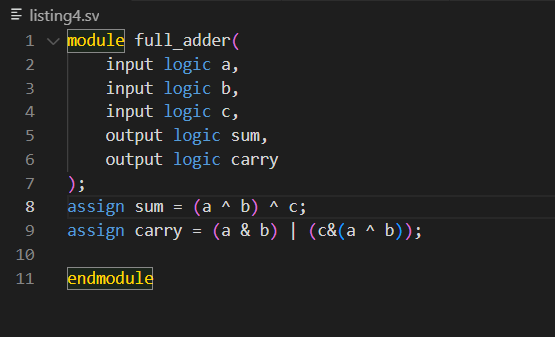 listing4.sv
1 module full_adder(
2     input logic a,
3     input logic b,
4     input logic c,
5     output logic sum,
6     output logic carry
7 );
8 assign sum = (a ^ b) ^ c;
9 assign carry = (a & b) | (c&(a ^ b));
10
11 endmodule